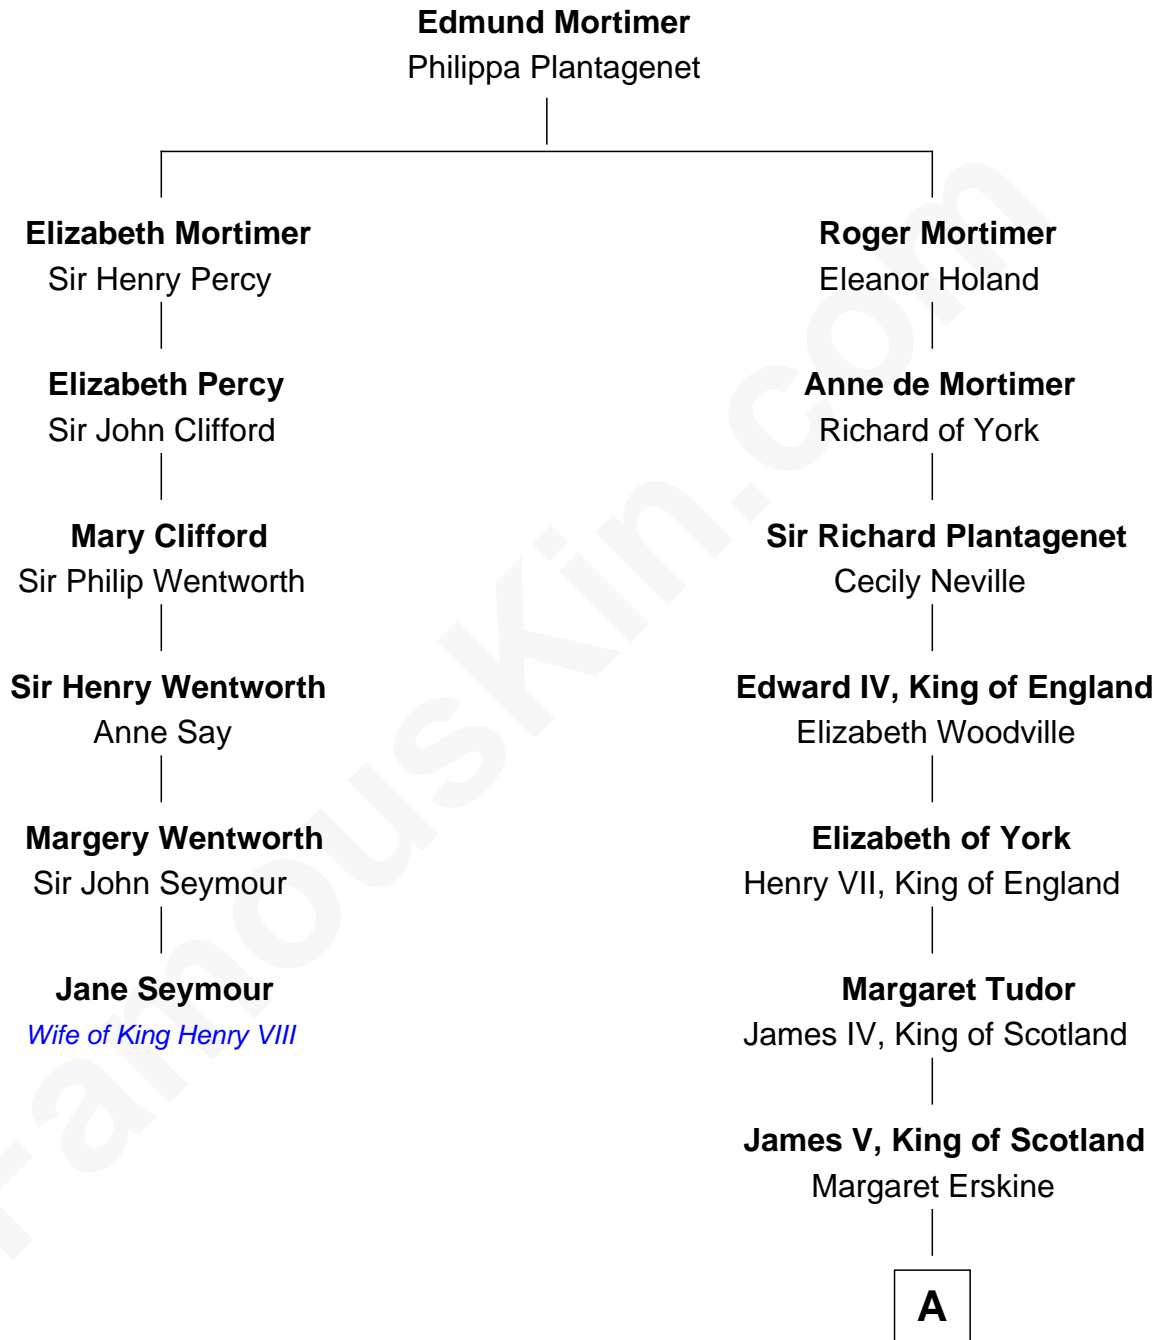 Edmund Mortimer
Philippa Plantagenet
Elizabeth Mortimer
Sir Henry Percy
Roger Mortimer
Eleanor Holand
Elizabeth Percy
Sir John Clifford
Anne de Mortimer
Richard of York
Mary Clifford
Sir Philip Wentworth
Sir Richard Plantagenet
Cecily Neville
Sir Henry Wentworth
Anne Say
Edward IV, King of England
Elizabeth Woodville
Margery Wentworth
Sir John Seymour
Elizabeth of York
Henry VII, King of England
Jane Seymour
Wife of King Henry VIII
Margaret Tudor
James IV, King of Scotland
James V, King of Scotland
Margaret Erskine
A
FamousKin.com